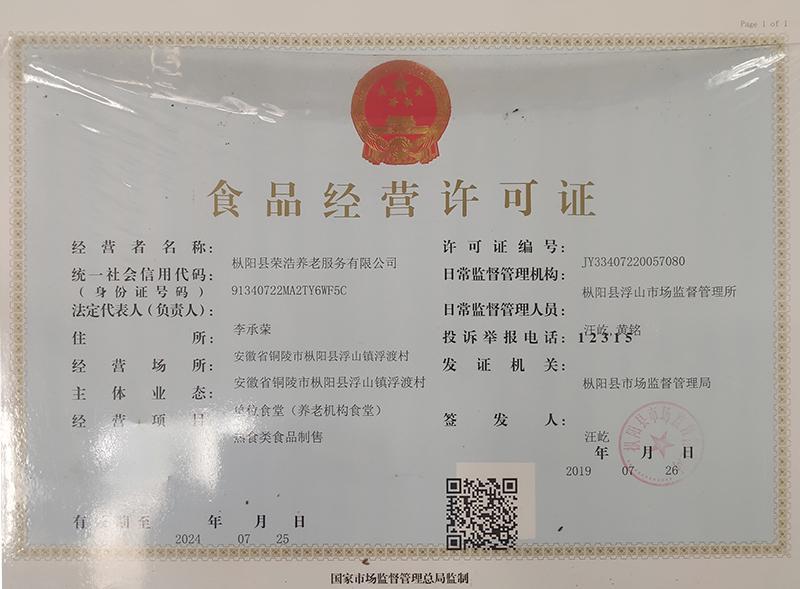 Page 1 of 1
食品经营许可证
经营者名称：
枞阳县荣浩养老服务有限公司
统一社会信用代码：
（身份证号码）
91340722MA2TY6WF5C
法定代表人（负责人）：
李承荣
住所：
安徽省铜陵市枞阳县浮山镇浮渡村
经营场所：
安徽省铜陵市枞阳县浮山镇浮渡村
主体业态：
单位食堂（养老机构食堂）
经营项目
热食类食品制售
许可证编号：
JY33407220057080
日常监督管理机构：
枞阳县浮山市场监督管理所
日常监督管理人员：
汪屹 黄铭
投诉举报电话：12315
发证机关：
枞阳县市场监督管理局
签发人：
汪屹
年 月 日
2019 07 26
有效期至 年 月 日
2024 07 25
国家市场监督管理总局监制